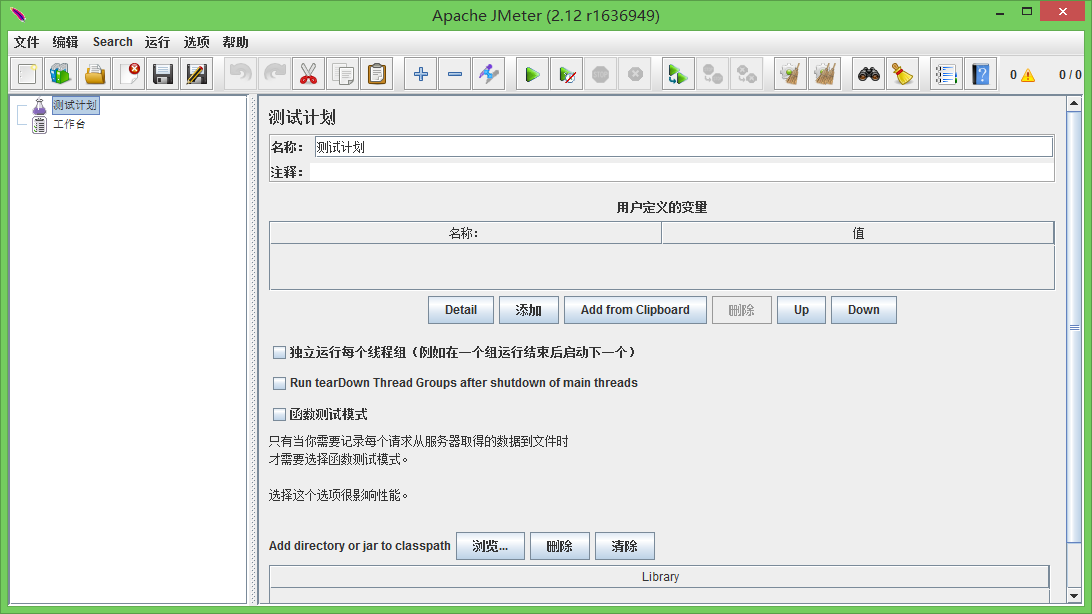 Apache JMeter (2.12 r1636949)
文件 编辑 Search 运行 选项 帮助
0 0 / 0
测试计划
工作台
测试计划
名称： 测试计划
注释：
用户定义的变量
名称： 值
Detail 添加 Add from Clipboard 删除 Up Down
独立运行每个线程组（例如在一个组运行结束后启动下一个）
Run tearDown Thread Groups after shutdown of main threads
函数测试模式
只有当你需要记录每个请求从服务器取得的数据到文件时
才需要选择函数测试模式。
选择这个选项很影响性能。
Add directory or jar to classpath 浏览... 删除 清除
Library